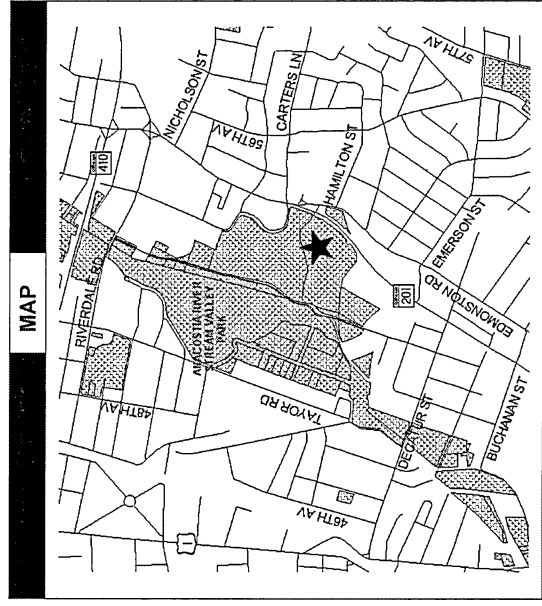 MAP
RIVERDALE RD
410
NICHOLSON ST
48TH AV
56TH AV
CARTERS LN
57TH AV
ANACOSTIA RIVER
STREAM VALLEY
PARK
HAMILTON ST
TAYOR RD
1
46TH AV
201
EMERSON ST
EDMONSTON RD
DECATUR ST
BUCHANAN ST